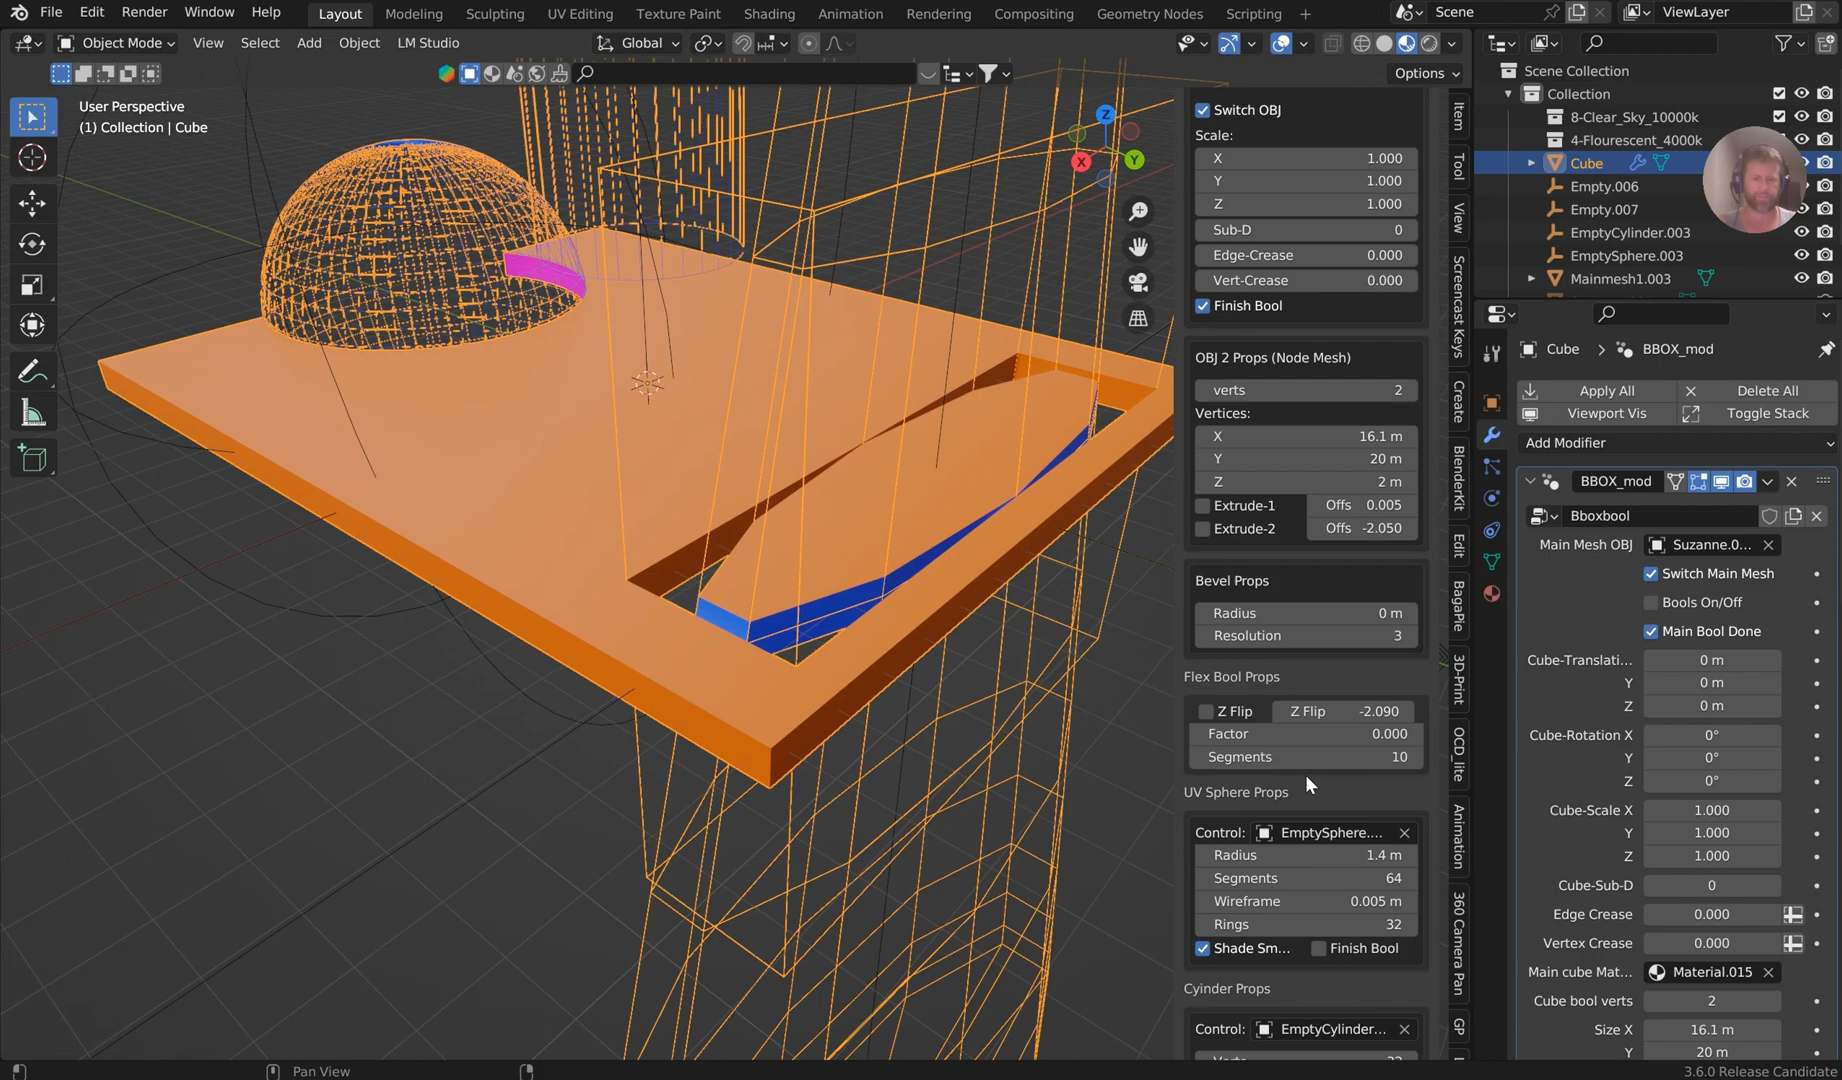 File Edit Render Window Help Layout Modeling Sculpting UV Editing Texture Paint Shading Animation Rendering Compositing Geometry Nodes Scripting + Scene ViewLayer
Object Mode View Select Add Object LM Studio Global
Options
User Perspective
(1) Collection | Cube
Z
X
Y
Switch OBJ
Scale:
X 1.000
Y 1.000
Z 1.000
Sub-D 0
Edge-Crease 0.000
Vert-Crease 0.000
Finish Bool
OBJ 2 Props (Node Mesh)
verts 2
Vertices:
X 16.1 m
Y 20 m
Z 2 m
Extrude-1 Offs 0.005
Extrude-2 Offs -2.050
Bevel Props
Radius 0 m
Resolution 3
Flex Bool Props
Z Flip Z Flip -2.090
Factor 0.000
Segments 10
UV Sphere Props
Control: EmptySphere....
Radius 1.4 m
Segments 64
Wireframe 0.005 m
Rings 32
Shade Sm... Finish Bool
Cyinder Props
Control: EmptyCylinder...
Item
Tool
View
Screencast Keys
Create
BlenderKit
Edit
BagaPie
3D-Print
OCD_lite
Animation
360 Camera Pan
GP
Scene Collection
Collection
8-Clear_Sky_10000k
4-Flourescent_4000k
Cube
Empty.006
Empty.007
EmptyCylinder.003
EmptySphere.003
Mainmesh1.003
Cube > BBOX_mod
Apply All Delete All
Viewport Vis Toggle Stack
Add Modifier
BBOX_mod
Bboxbool
Main Mesh OBJ Suzanne.0...
Switch Main Mesh
Bools On/Off
Main Bool Done
Cube-Translati... 0 m
Y 0 m
Z 0 m
Cube-Rotation X 0°
Y 0°
Z 0°
Cube-Scale X 1.000
Y 1.000
Z 1.000
Cube-Sub-D 0
Edge Crease 0.000
Vertex Crease 0.000
Main cube Mat... Material.015
Cube bool verts 2
Size X 16.1 m
Y 20 m
Pan View
3.6.0 Release Candidate